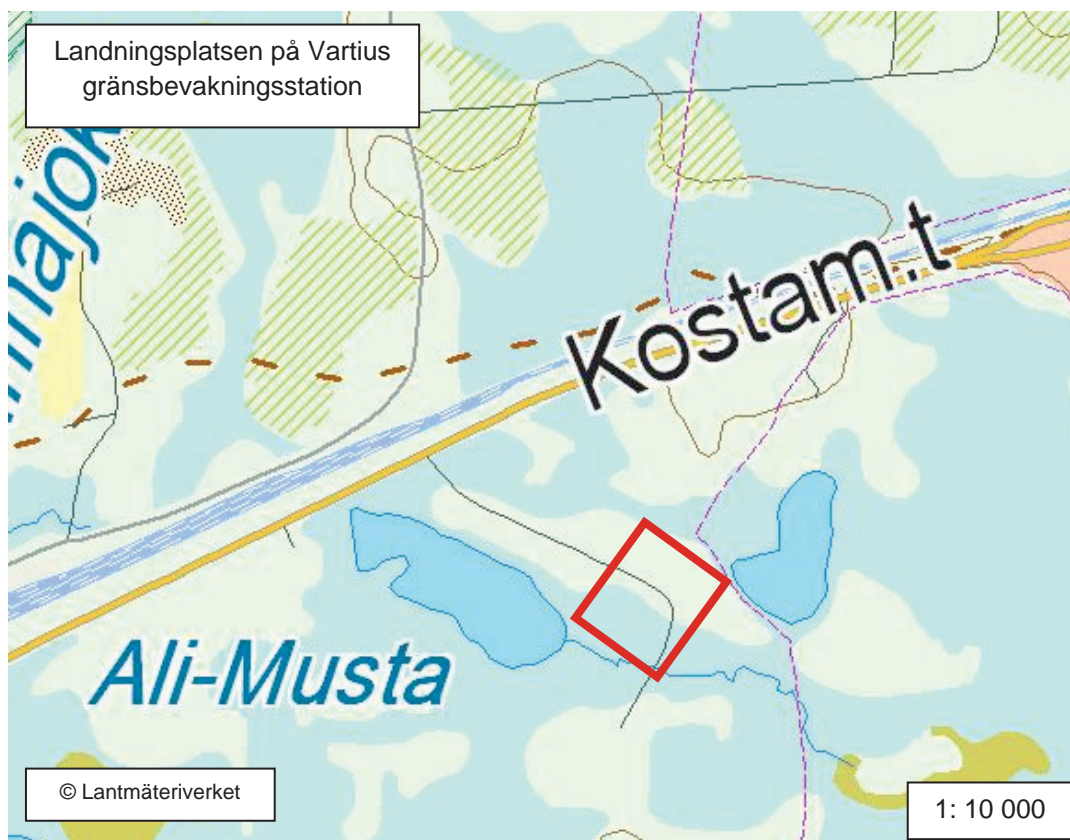 Landningsplatsen på Vartius
gränsbevakningsstation
Kostam.t
Ali-Musta
© Lantmäteriverket
1: 10 000